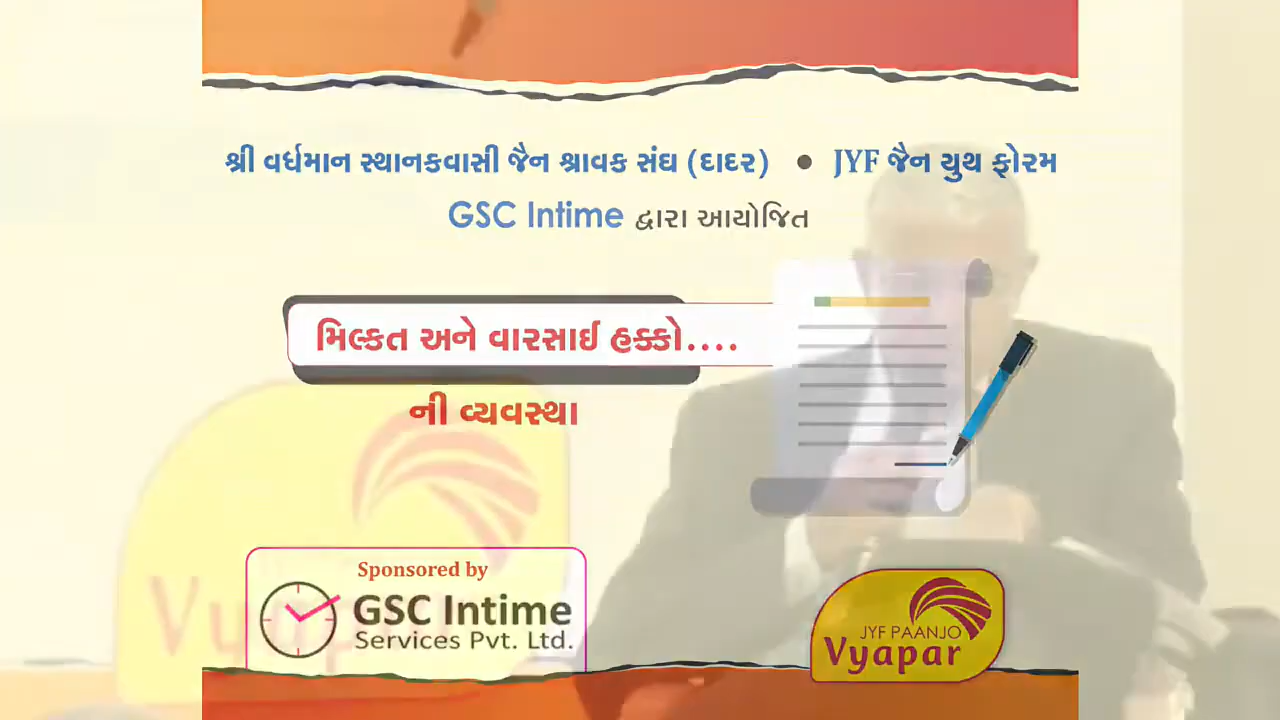 શ્રી વર્ધમાન સ્થાનકવાસી જૈન શ્રાવક સંઘ (દાદર) • JYF જૈન યુથ ફોરમ
GSC Intime દ્વારા આયોજિત
મિલ્કત અને વારસાઈ હક્કો....
ની વ્યવસ્થા
Sponsored by
GSC Intime
Services Pvt. Ltd.
JYF PAANJO
Vyapar
Vyapar